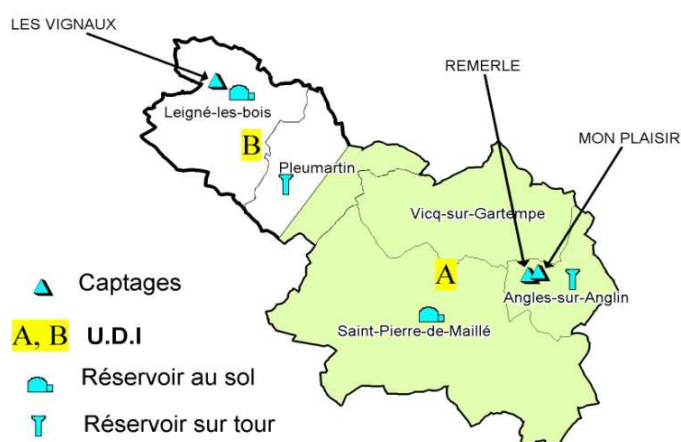 LES VIGNAUX
REMERLE
MON PLAISIR
Leigné-les-bois
B
Pleumartin
Vicq-sur-Gartempe
A
Angles-sur-Anglin
Saint-Pierre-de-Maillé
Captages
A, B U.D.I
Réservoir au sol
Réservoir sur tour